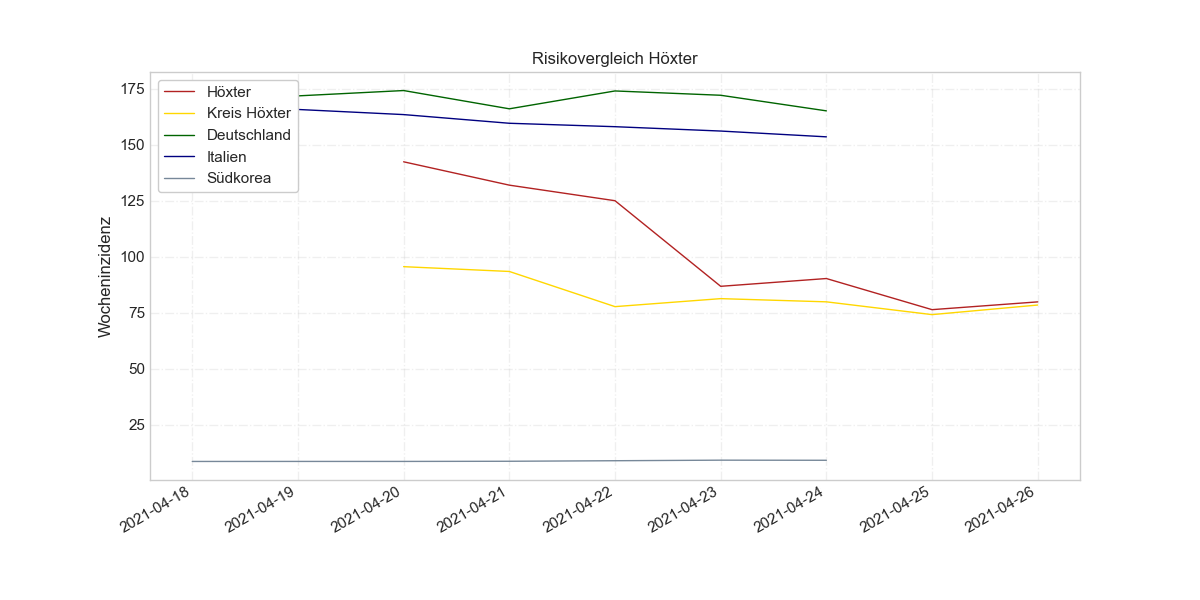 Risikovergleich Höxter
Höxter
Kreis Höxter
Deutschland
Italien
Südkorea
Wocheninzidenz
175
150
125
100
75
50
25
2021-04-18
2021-04-19
2021-04-20
2021-04-21
2021-04-22
2021-04-23
2021-04-24
2021-04-25
2021-04-26